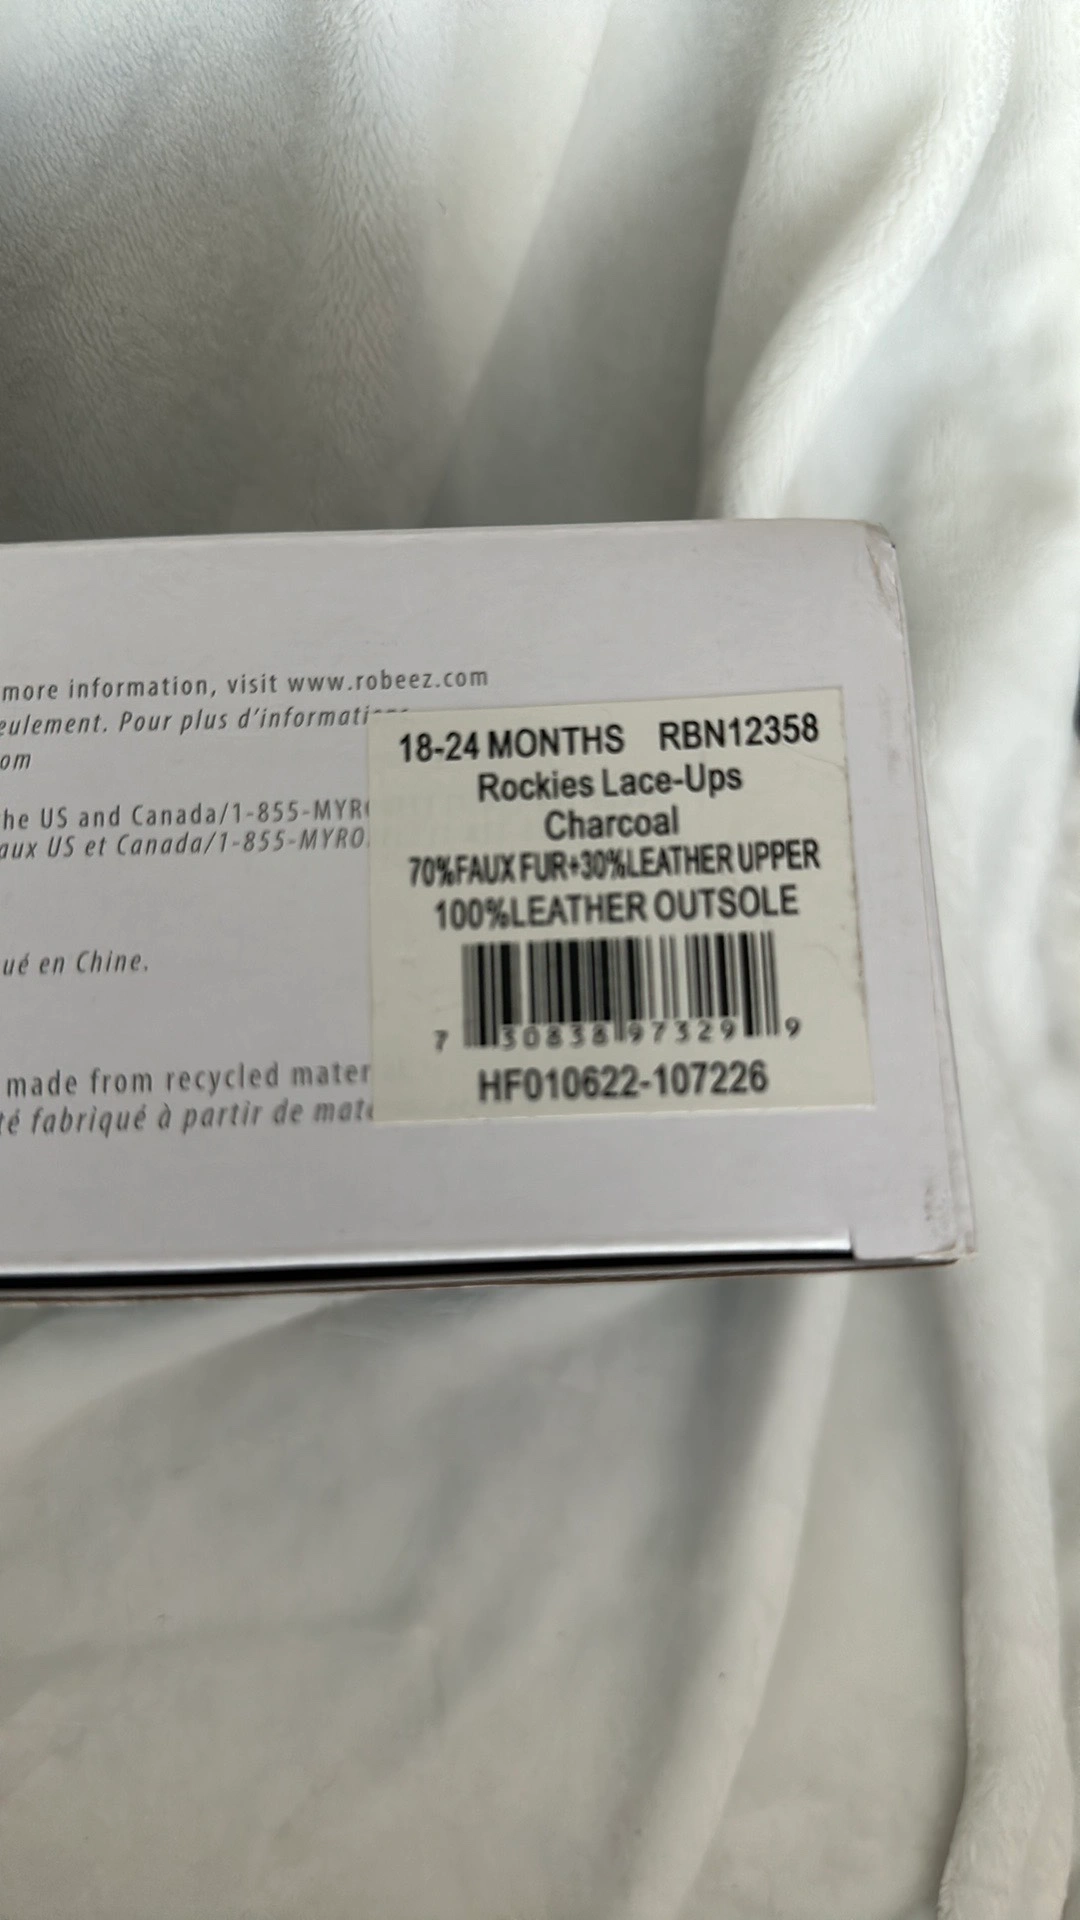 more information, visit www.robeez.com
eulement. Pour plus d'informati
om
he US and Canada/1-855-MYR
aux US et Canada/1-855-MYRO
ué en Chine.
made from recycled mater
té fabriqué à partir de mat
18-24 MONTHS RBN12358
Rockies Lace-Ups
Charcoal
70%FAUX FUR+30%LEATHER UPPER
100%LEATHER OUTSOLE
7 30838 97329 9
HF010622-107226